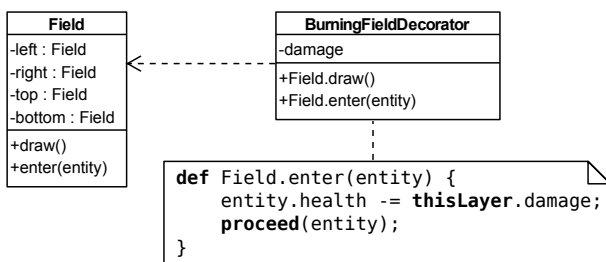 Field
-left : Field
-right : Field
-top : Field
-bottom : Field
+draw()
+enter(entity)
BurningFieldDecorator
-damage
+Field.draw()
+Field.enter(entity)
def Field.enter(entity) {
    entity.health -= thisLayer.damage;
    proceed(entity);
}